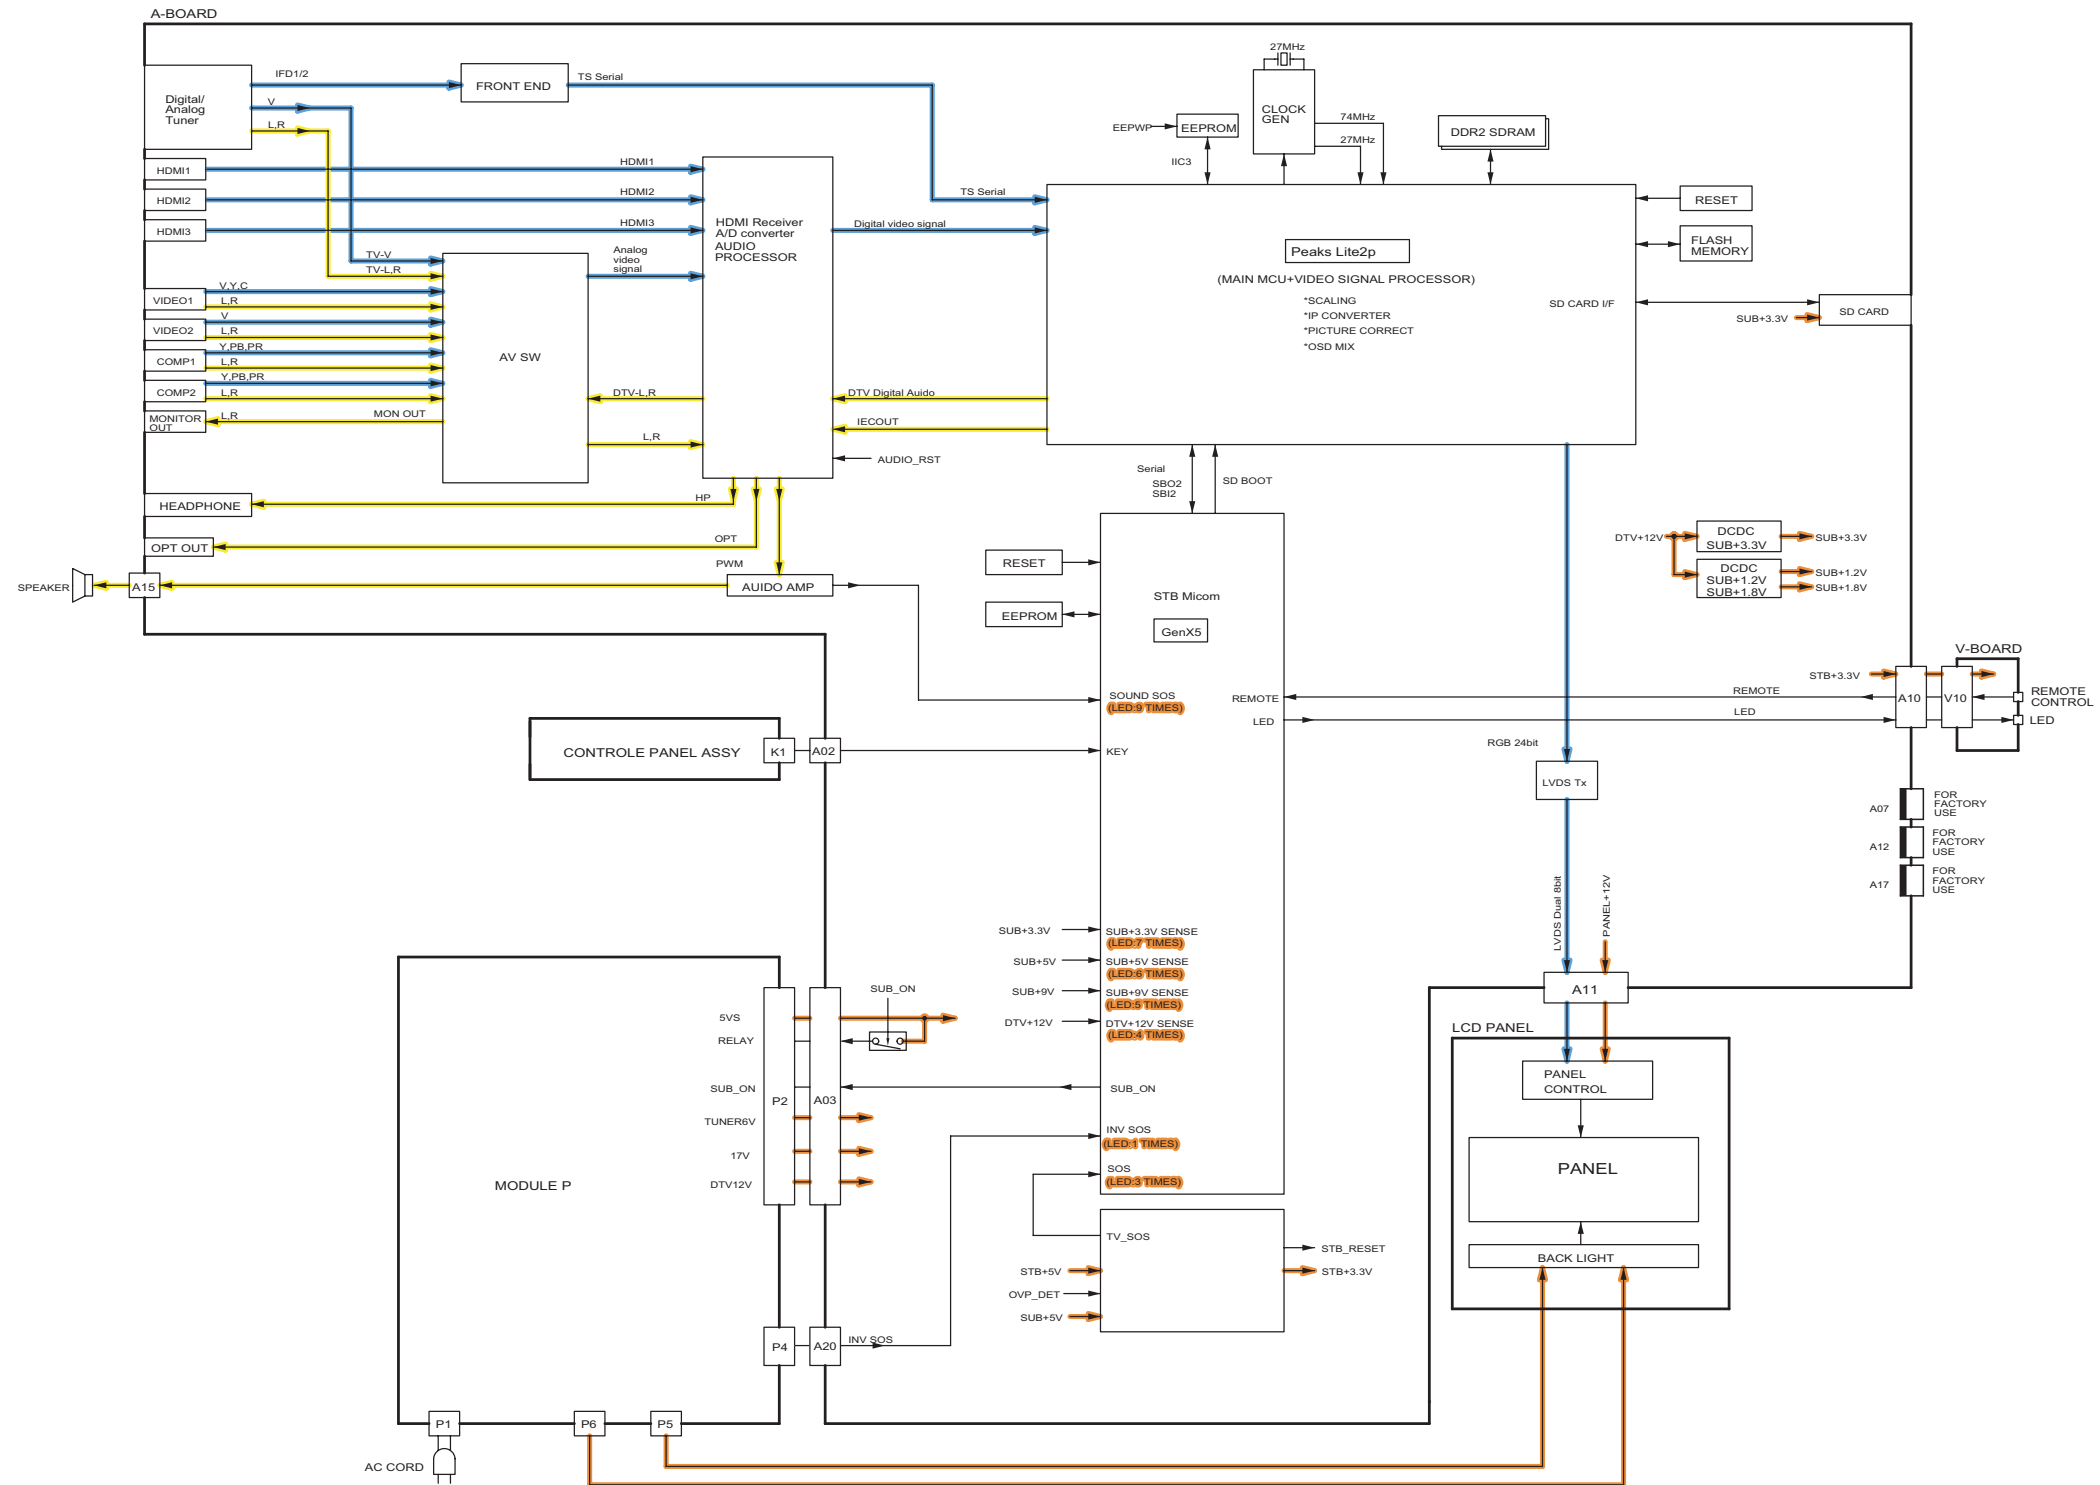 A-BOARD
Digital/
Analog
Tuner
IFD1/2
V
L,R
FRONT END
TS Serial
27MHz
CLOCK
GEN
74MHz
27MHz
EEPWP
EEPROM
IIC3
DDR2 SDRAM
HDMI1
HDMI2
HDMI3
HDMI1
HDMI2
HDMI3
TS Serial
HDMI Receiver
A/D converter
AUDIO
PROCESSOR
Digital video signal
Analog
video
signal
TV-V
TV-L,R
Peaks Lite2p
(MAIN MCU+VIDEO SIGNAL PROCESSOR)
*SCALING
*IP CONVERTER
*PICTURE CORRECT
*OSD MIX
SD CARD I/F
RESET
FLASH
MEMORY
SD CARD
SUB+3.3V
VIDEO1
V,Y,C
L,R
VIDEO2
V
L,R
COMP1
Y,PB,PR
L,R
COMP2
Y,PB,PR
L,R
MONITOR
OUT
L,R
MON OUT
AV SW
DTV-L,R
L,R
DTV Digital Auido
IECOUT
AUDIO_RST
HEADPHONE
HP
OPT OUT
OPT
SPEAKER
A15
PWM
AUIDO AMP
Serial
SBO2
SBI2
SD BOOT
RESET
EEPROM
STB Micom
GenX5
DTV+12V
DCDC
SUB+3.3V
SUB+3.3V
DCDC
SUB+1.2V
SUB+1.8V
SUB+1.2V
SUB+1.8V
SOUND SOS
(LED:9 TIMES)
REMOTE
LED
KEY
CONTROLE PANEL ASSY
K1
A02
V-BOARD
STB+3.3V
REMOTE
LED
A10
V10
REMOTE
CONTROL
LED
RGB 24bit
LVDS Tx
A07
FOR
FACTORY
USE
A12
FOR
FACTORY
USE
A17
FOR
FACTORY
USE
LVDS Dual 8bit
PANEL+12V
A11
SUB+3.3V
SUB+3.3V SENSE
(LED:7 TIMES)
SUB+5V
SUB+5V SENSE
(LED:6 TIMES)
SUB+9V
SUB+9V SENSE
(LED:5 TIMES)
DTV+12V
DTV+12V SENSE
(LED:4 TIMES)
SUB_ON
5VS
RELAY
SUB_ON
TUNER6V
17V
DTV12V
P2
A03
SUB_ON
MODULE P
INV SOS
(LED:1 TIMES)
SOS
(LED:3 TIMES)
TV_SOS
STB+5V
OVP_DET
SUB+5V
STB_RESET
STB+3.3V
P4
A20
INV SOS
LCD PANEL
PANEL
CONTROL
PANEL
BACK LIGHT
P1
P6
P5
AC CORD